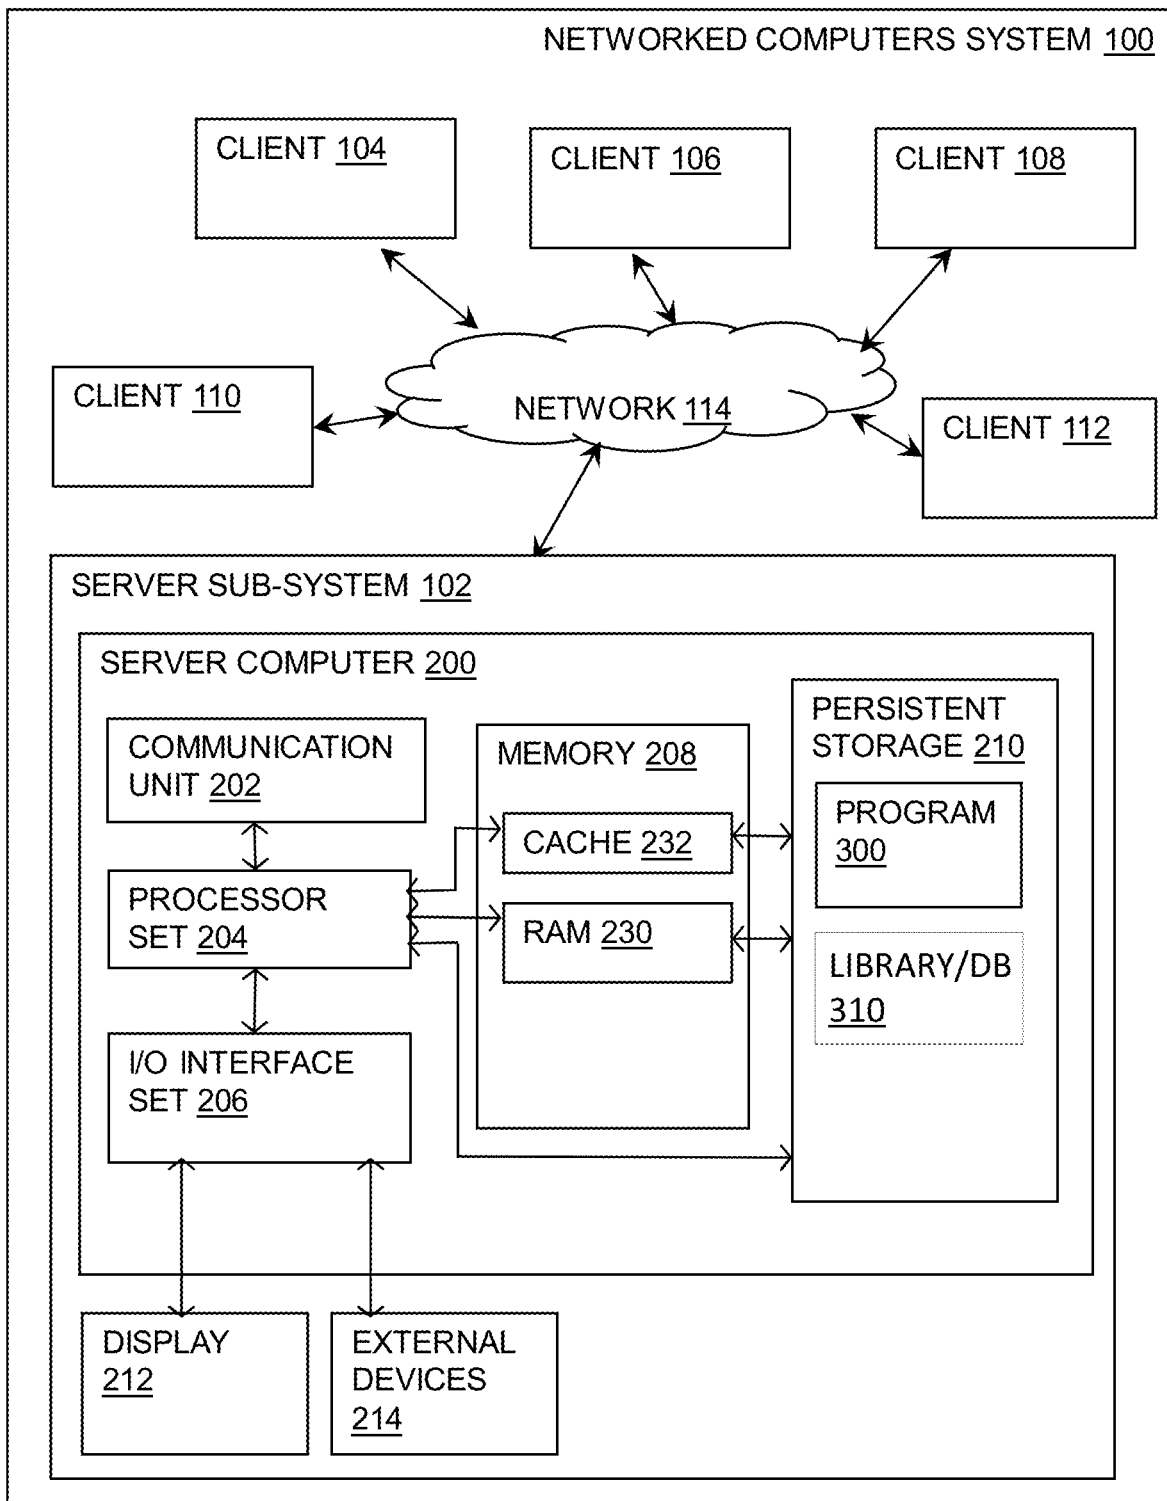 NETWORKED COMPUTERS SYSTEM 100
CLIENT 104
CLIENT 106
CLIENT 108
CLIENT 110
NETWORK 114
CLIENT 112
SERVER SUB-SYSTEM 102
SERVER COMPUTER 200
COMMUNICATION
UNIT 202
PROCESSOR
SET 204
I/O INTERFACE
SET 206
MEMORY 208
CACHE 232
RAM 230
PERSISTENT
STORAGE 210
PROGRAM
300
LIBRARY/DB
310
DISPLAY
212
EXTERNAL
DEVICES
214